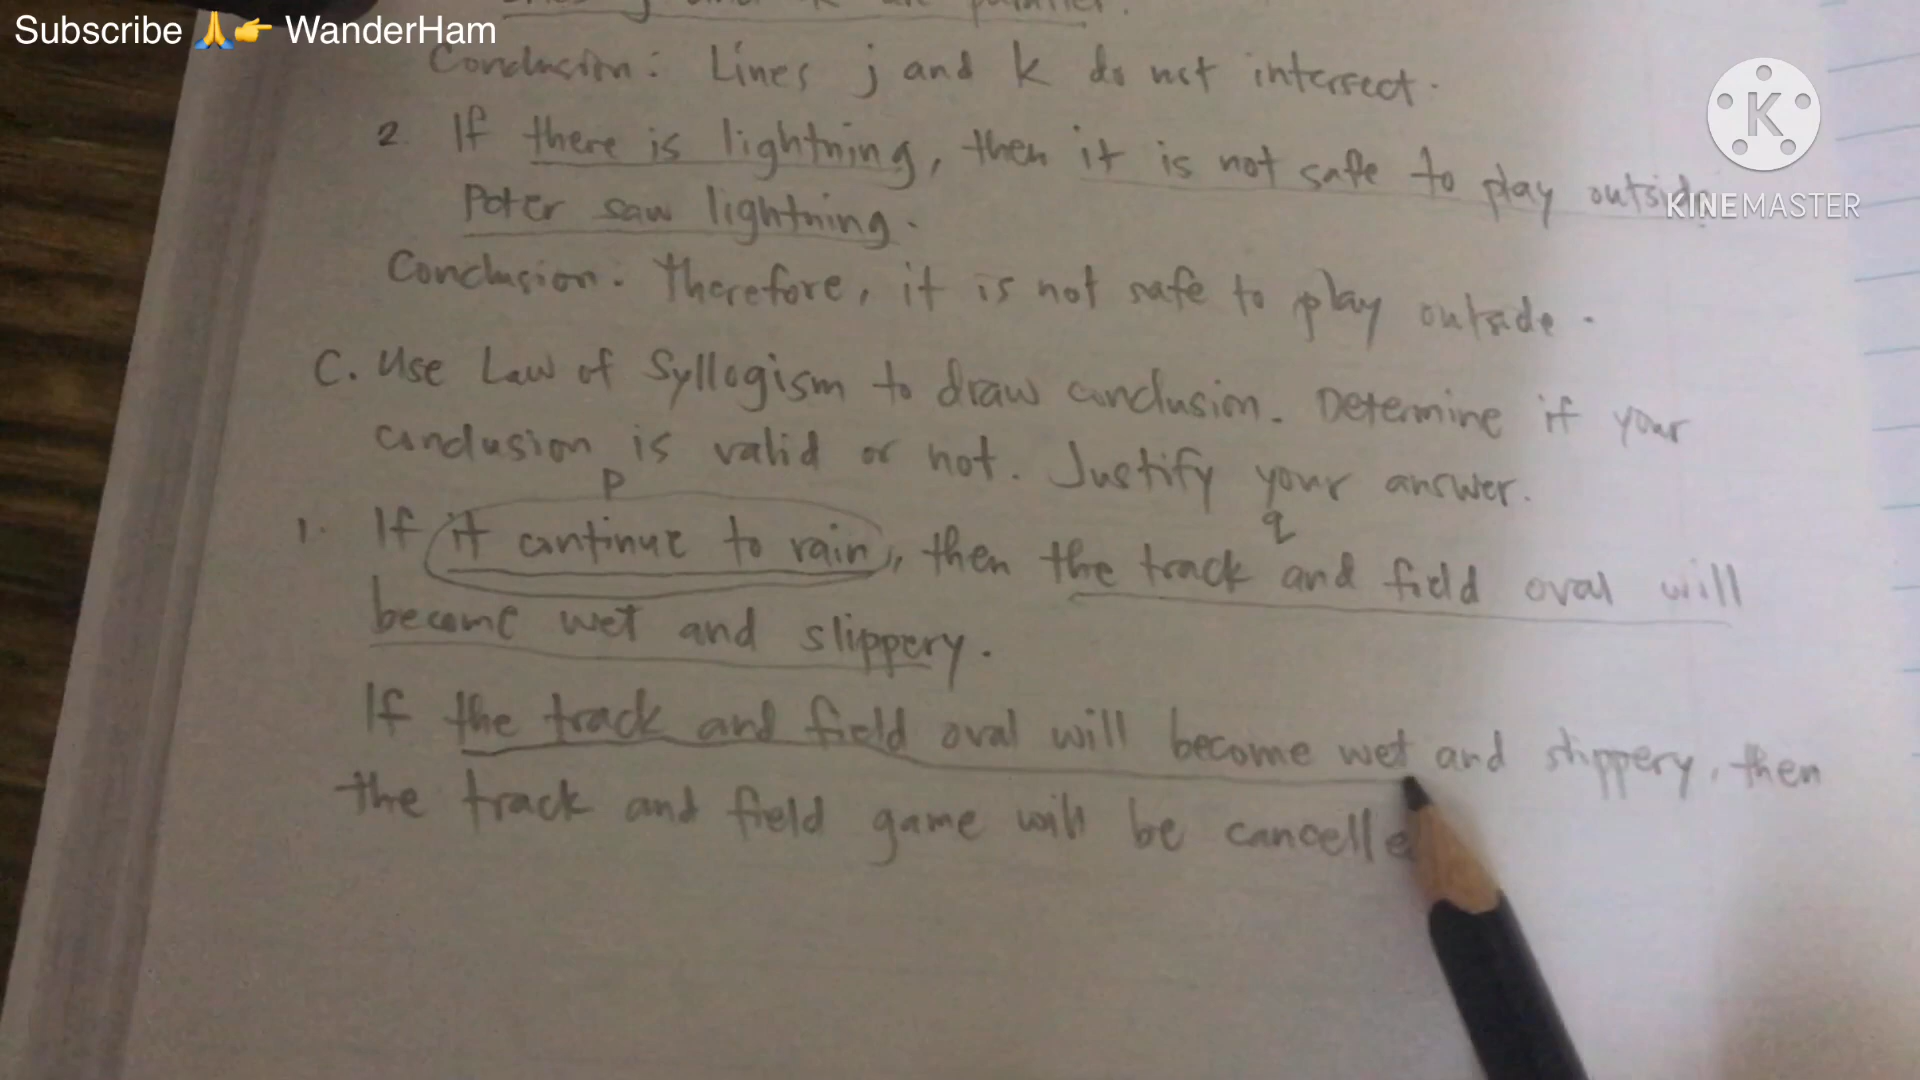 Subscribe 🙏👉 WanderHam
Conclusion: Lines j and k do not intersect.
2. If there is lightning, then it is not safe to play outside.
Peter saw lightning.
Conclusion: Therefore, it is not safe to play outside.
C. Use Law of Syllogism to draw conclusion. Determine if your
conclusion is valid or not. Justify your answer.
p
q
1. If it continue to rain, then the track and field oval will
become wet and slippery.
If the track and field oval will become wet and slippery, then
the track and field game will be cancelle
K
KINEMASTER